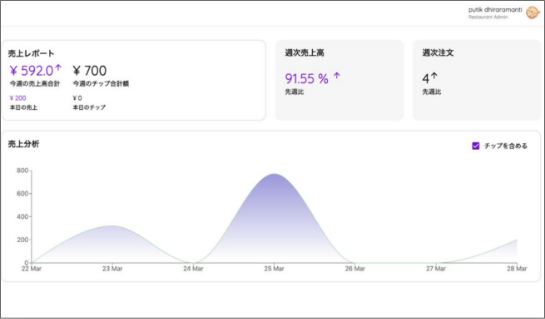 putik dhiraramanti
Restaurant Admin
売上レポート
¥ 592.0↑
今週の売上高合計
¥ 700
今週のチップ合計額
¥ 200
本日の売上
¥ 0
本日のチップ
週次売上高
91.55 % ↑
先週比
週次注文
4↑
先週比
売上分析
チップを含める
800
600
400
200
0
22 Mar
23 Mar
24 Mar
25 Mar
26 Mar
27 Mar
28 Mar